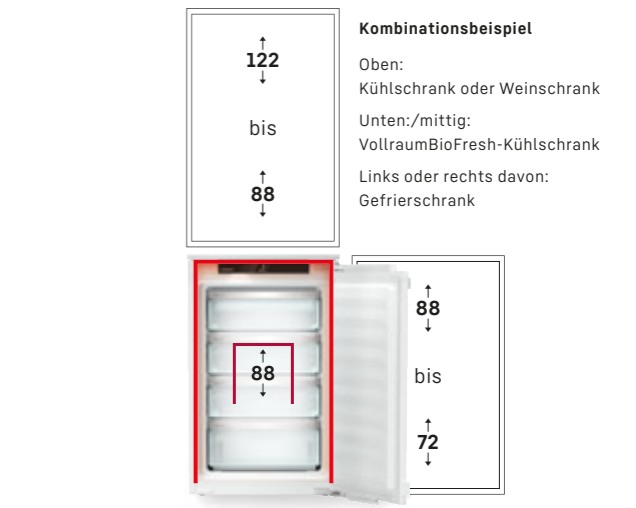 122
bis
88
Kombinationsbeispiel
Oben:
Kühlschrank oder Weinschrank
Unten:/mittig:
VollraumBioFresh-Kühlschrank
Links oder rechts davon:
Gefrierschrank
88
88
bis
72